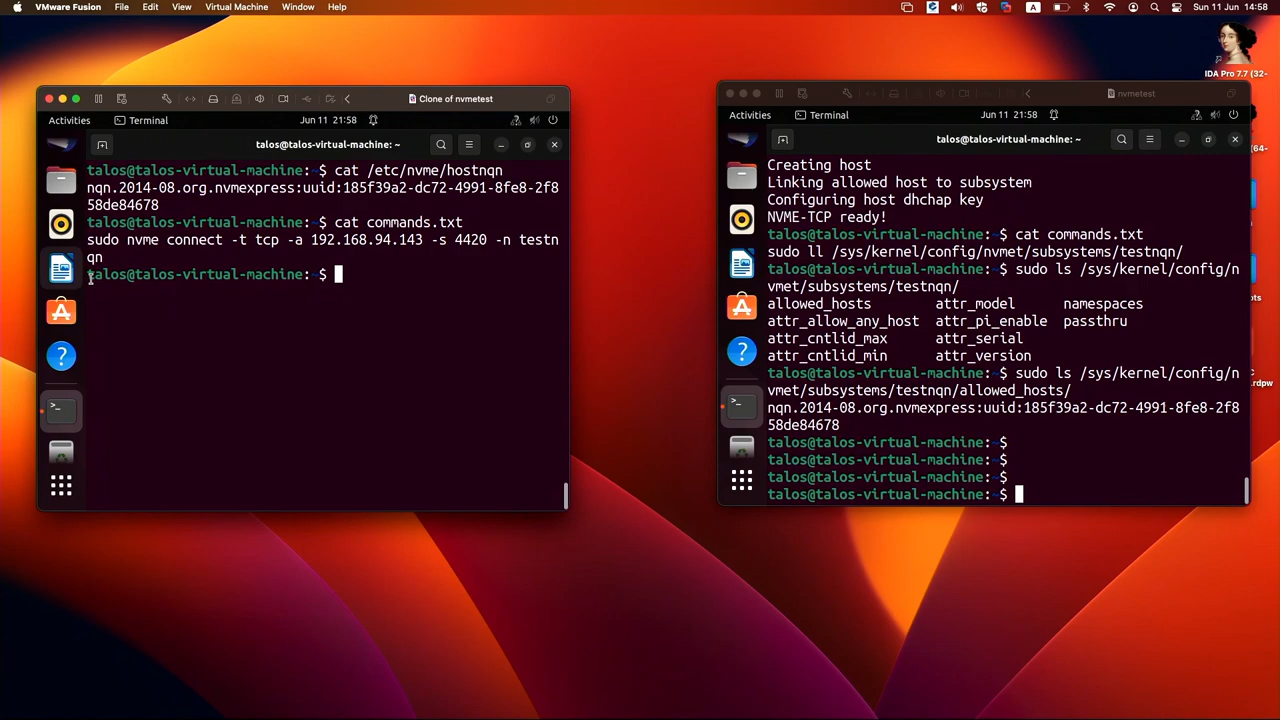 VMware Fusion File Edit View Virtual Machine Window Help
A
Sun 11 Jun 14:58
IDA Pro 7.7 (32-
Clone of nvmetest
Activities Terminal Jun 11 21:58
talos@talos-virtual-machine: ~
talos@talos-virtual-machine:~$ cat /etc/nvme/hostnqn
nqn.2014-08.org.nvmexpress:uuid:185f39a2-dc72-4991-8fe8-2f8
58de84678
talos@talos-virtual-machine:~$ cat commands.txt
sudo nvme connect -t tcp -a 192.168.94.143 -s 4420 -n testn
qn
talos@talos-virtual-machine:~$
nvmetest
Activities Terminal Jun 11 21:58
talos@talos-virtual-machine: ~
Creating host
Linking allowed host to subsystem
Configuring host dhchap key
NVME-TCP ready!
talos@talos-virtual-machine:~$ cat commands.txt
sudo ll /sys/kernel/config/nvmet/subsystems/testnqn/
talos@talos-virtual-machine:~$ sudo ls /sys/kernel/config/n
vmet/subsystems/testnqn/
allowed_hosts attr_model namespaces
attr_allow_any_host attr_pi_enable passthru
attr_cntlid_max attr_serial
attr_cntlid_min attr_version
talos@talos-virtual-machine:~$ sudo ls /sys/kernel/config/n
vmet/subsystems/testnqn/allowed_hosts/
nqn.2014-08.org.nvmexpress:uuid:185f39a2-dc72-4991-8fe8-2f8
58de84678
talos@talos-virtual-machine:~$
talos@talos-virtual-machine:~$
talos@talos-virtual-machine:~$
talos@talos-virtual-machine:~$
(64-
ots
C
.rdpw